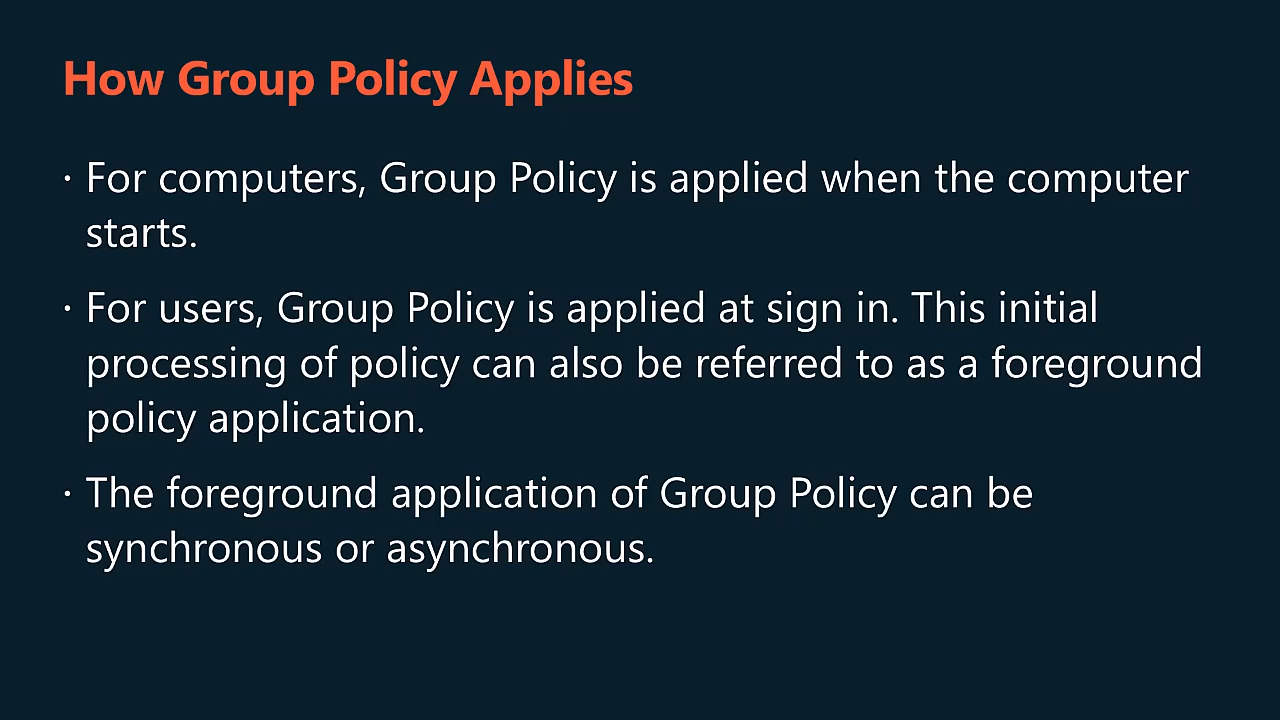 How Group Policy Applies
· For computers, Group Policy is applied when the computer
starts.
· For users, Group Policy is applied at sign in. This initial
processing of policy can also be referred to as a foreground
policy application.
· The foreground application of Group Policy can be
synchronous or asynchronous.